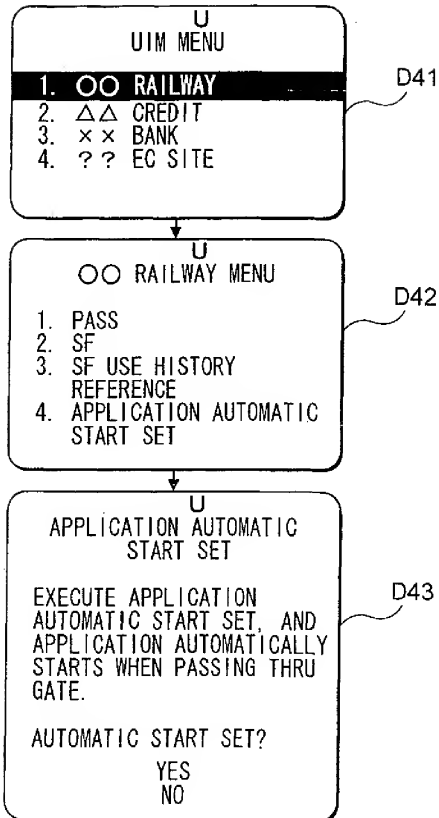 U
UIM MENU
1. ○○ RAILWAY
2. △△ CREDIT
3. ×× BANK
4. ?? EC SITE
D41
U
○○ RAILWAY MENU
1. PASS
2. SF
3. SF USE HISTORY
REFERENCE
4. APPLICATION AUTOMATIC
START SET
D42
U
APPLICATION AUTOMATIC
START SET
EXECUTE APPLICATION
AUTOMATIC START SET, AND
APPLICATION AUTOMATICALLY
STARTS WHEN PASSING THRU
GATE.
AUTOMATIC START SET?
YES
NO
D43